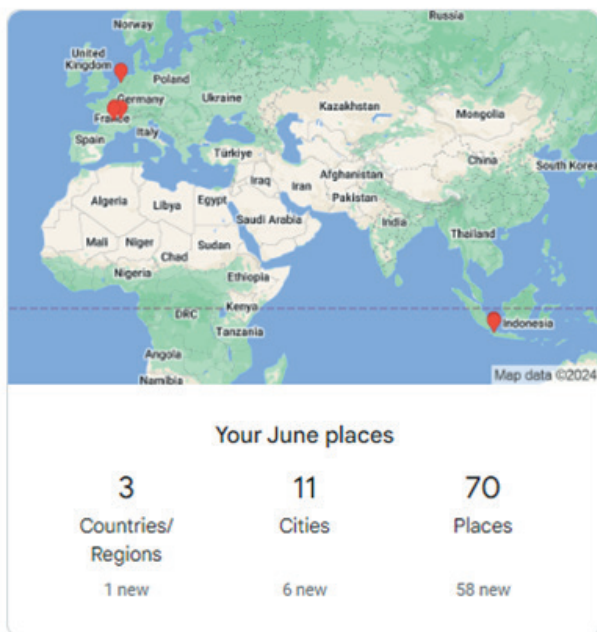 Norway
Russia
United
Kingdom
Poland
Germany
Ukraine
Kazakhstan
France
Mongolia
Spain
Italy
Türkiye
China
South Korea
Iraq
Iran
Afghanistan
Pakistan
Algeria
Libya
Egypt
Saudi Arabia
India
Mali
Niger
Chad
Sudan
Thailand
Nigeria
Ethiopia
DRC
Kenya
Indonesia
Tanzania
Angola
Namibia
Map data ©2024
Your June places
3
11
70
Countries/
Regions
Cities
Places
1 new
6 new
58 new